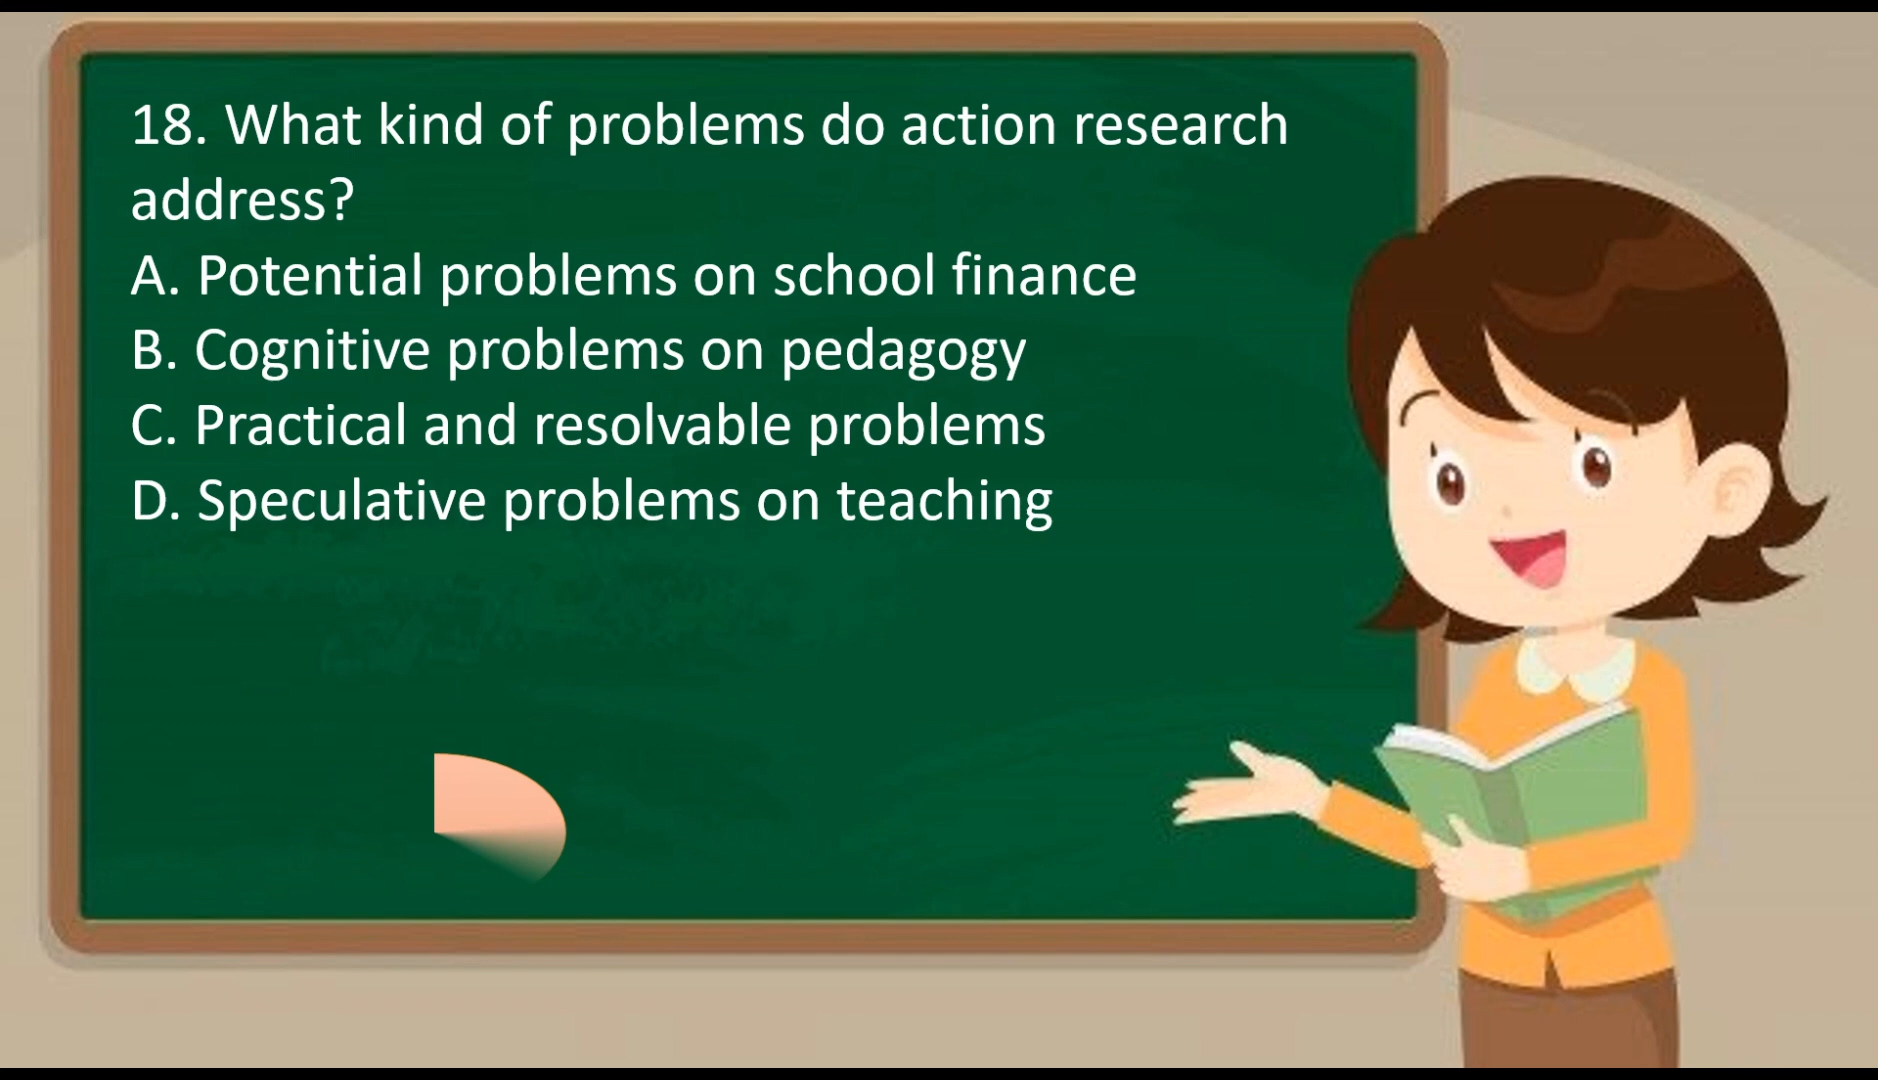 18. What kind of problems do action research
address?
A. Potential problems on school finance
B. Cognitive problems on pedagogy
C. Practical and resolvable problems
D. Speculative problems on teaching